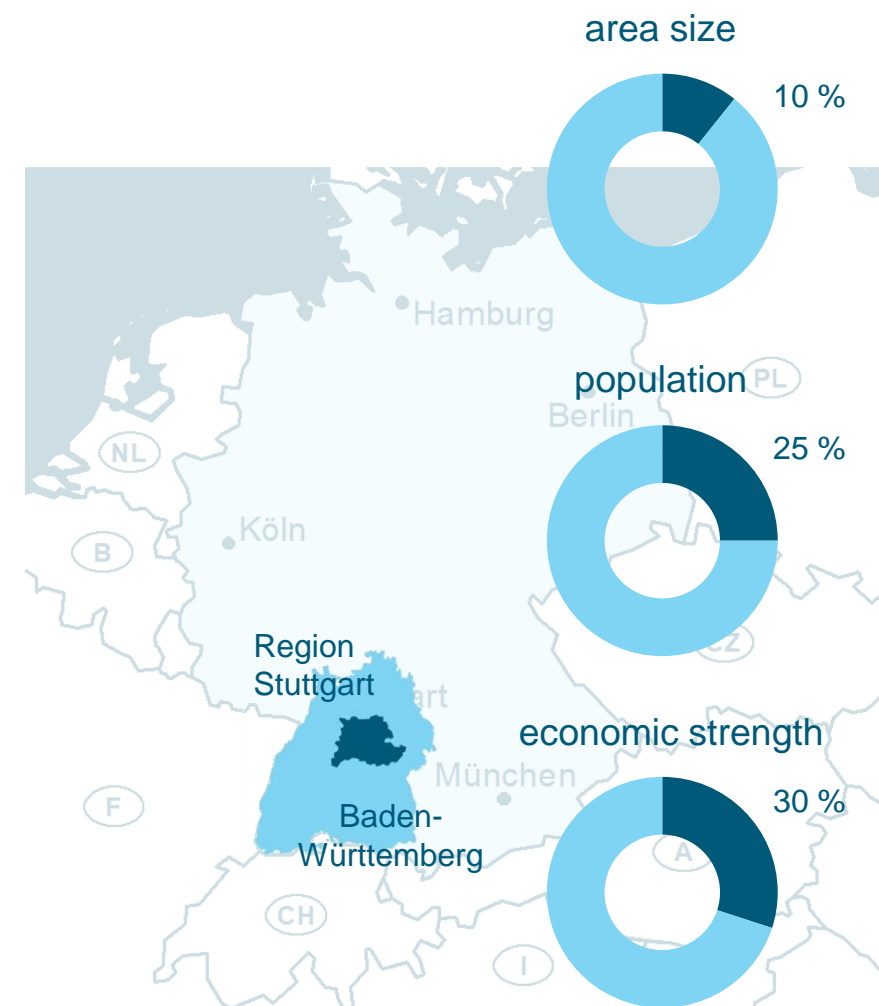 area size
10 %
Hamburg
population
PL
Berlin
25 %
NL
Köln
B
CZ
Region
Stuttgart
art
economic strength
München
30 %
F
Baden-
Württemberg
A
CH
I